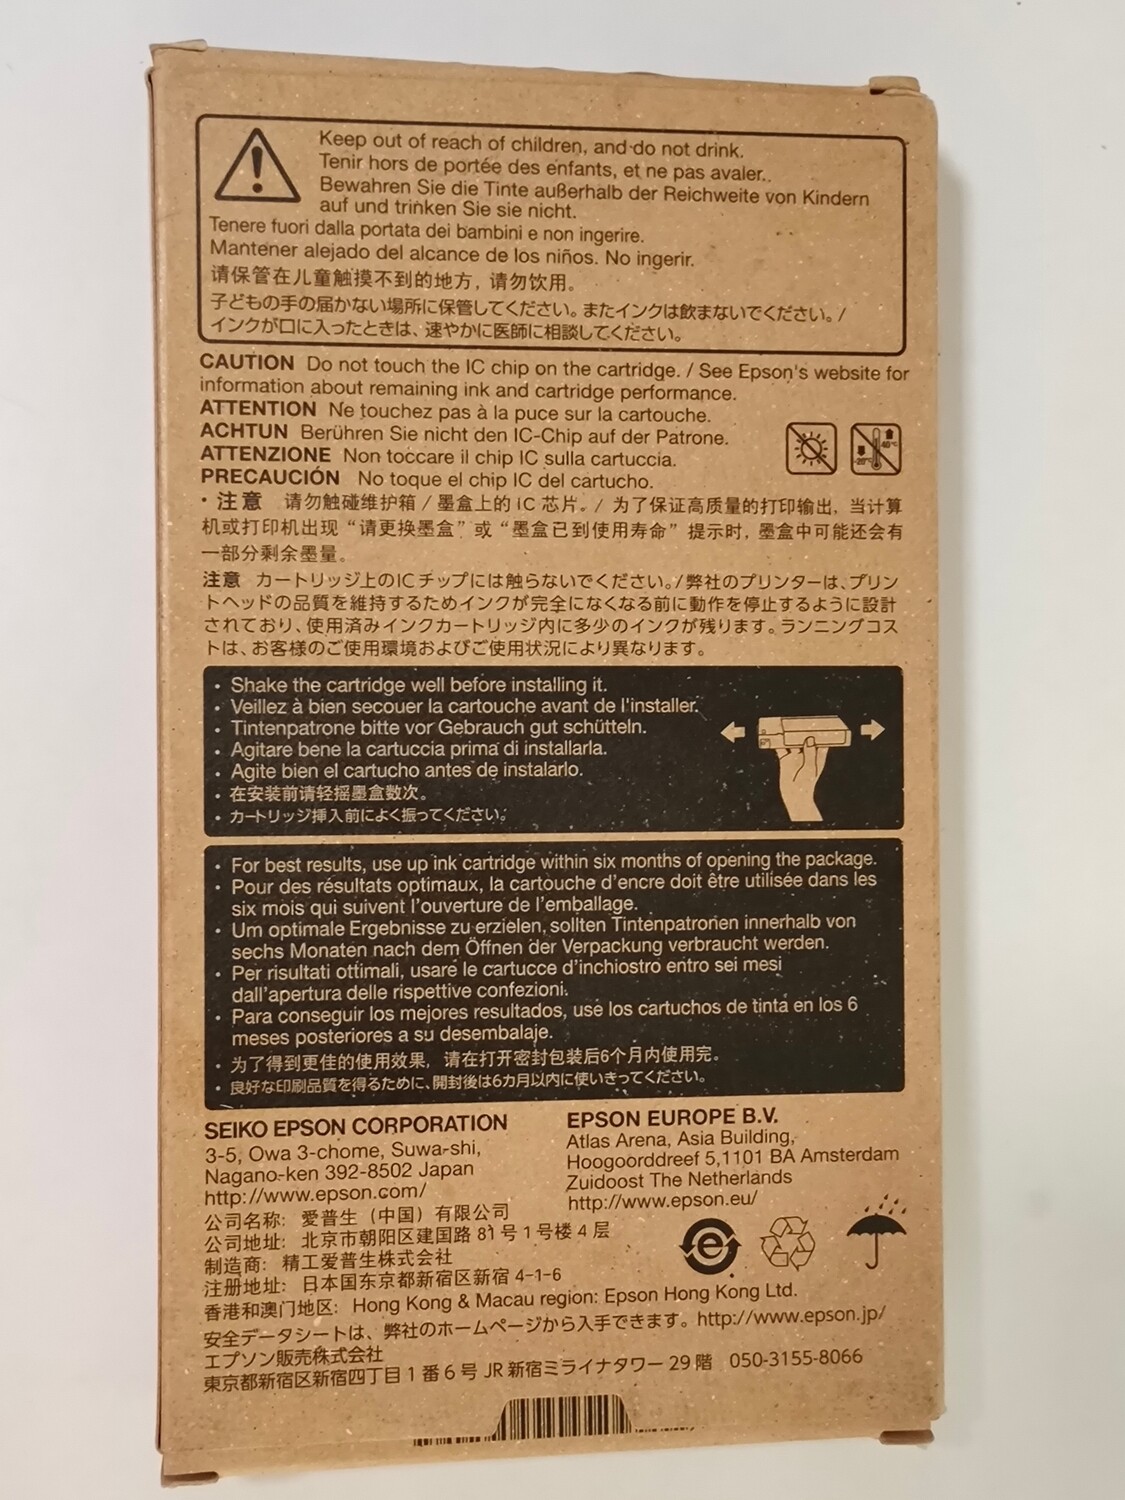 Keep out of reach of children, and do not drink.
Tenir hors de portée des enfants, et ne pas avaler.
Bewahren Sie die Tinte außerhalb der Reichweite von Kindern
auf und trinken Sie sie nicht.
Tenere fuori dalla portata dei bambini e non ingerire.
Mantener alejado del alcance de los niños. No ingerir.
请保管在儿童触摸不到的地方，请勿饮用。
子どもの手の届かない場所に保管してください。またインクは飲まないでください。/
インクが口に入ったときは、速やかに医師に相談してください。
CAUTION Do not touch the IC chip on the cartridge. / See Epson's website for
information about remaining ink and cartridge performance.
ATTENTION Ne touchez pas à la puce sur la cartouche.
ACHTUN Berühren Sie nicht den IC-Chip auf der Patrone.
ATTENZIONE Non toccare il chip IC sulla cartuccia.
PRECAUCIÓN No toque el chip IC del cartucho.
40°C
-20°C
・注意 请勿触碰维护箱 / 墨盒上的 IC 芯片。/ 为了保证高质量的打印输出，当计算
机或打印机出现“请更换墨盒”或“墨盒已到使用寿命”提示时，墨盒中可能还会有
一部分剩余墨量。
注意 カートリッジ上のICチップには触らないでください。/弊社のプリンターは、プリン
トヘッドの品質を維持するためインクが完全になくなる前に動作を停止するように設計
されており、使用済みインクカートリッジ内に多少のインクが残ります。ランニングコス
トは、お客様のご使用環境およびご使用状況により異なります。
• Shake the cartridge well before installing it.
• Veillez à bien secouer la cartouche avant de l'installer.
• Tintenpatrone bitte vor Gebrauch gut schütteln.
• Agitare bene la cartuccia prima di installarla.
• Agite bien el cartucho antes de instalarlo.
• 在安装前请轻摇墨盒数次。
• カートリッジ挿入前によく振ってください。
• For best results, use up ink cartridge within six months of opening the package.
• Pour des résultats optimaux, la cartouche d'encre doit être utilisée dans les
six mois qui suivent l'ouverture de l'emballage.
• Um optimale Ergebnisse zu erzielen, sollten Tintenpatronen innerhalb von
sechs Monaten nach dem Öffnen der Verpackung verbraucht werden.
• Per risultati ottimali, usare le cartucce d'inchiostro entro sei mesi
dall'apertura delle rispettive confezioni.
• Para conseguir los mejores resultados, use los cartuchos de tinta en los 6
meses posteriores a su desembalaje.
• 为了得到更佳的使用效果，请在打开密封包装后6个月内使用完。
• 良好な印刷品質を得るために、開封後は6カ月以内に使いきってください。
SEIKO EPSON CORPORATION
3-5, Owa 3-chome, Suwa-shi,
Nagano-ken 392-8502 Japan
http://www.epson.com/
EPSON EUROPE B.V.
Atlas Arena, Asia Building,
Hoogoorddreef 5,1101 BA Amsterdam
Zuidoost The Netherlands
http://www.epson.eu/
公司名称：爱普生（中国）有限公司
公司地址：北京市朝阳区建国路 81 号 1 号楼 4 层
制造商：精工爱普生株式会社
注册地址：日本国东京都新宿区新宿 4-1-6
e
香港和澳门地区：Hong Kong & Macau region: Epson Hong Kong Ltd.
安全データシートは、弊社のホームページから入手できます。http://www.epson.jp/
エプソン販売株式会社
東京都新宿区新宿四丁目 1 番 6 号 JR 新宿ミライナタワー 29 階 050-3155-8066